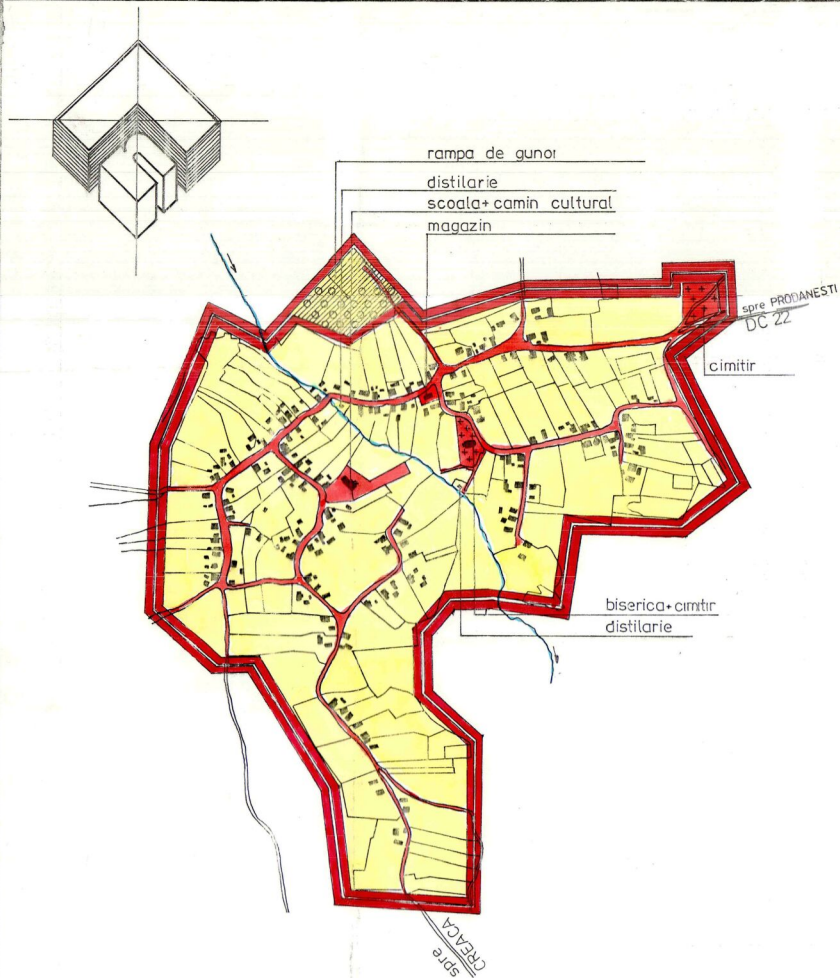 rampa de gunoi
distilarie
scoala+camin cultural
magazin
spre PRODANESTI
DC 22
cimitir
biserica+cimitir
distilarie
spre
CREACA